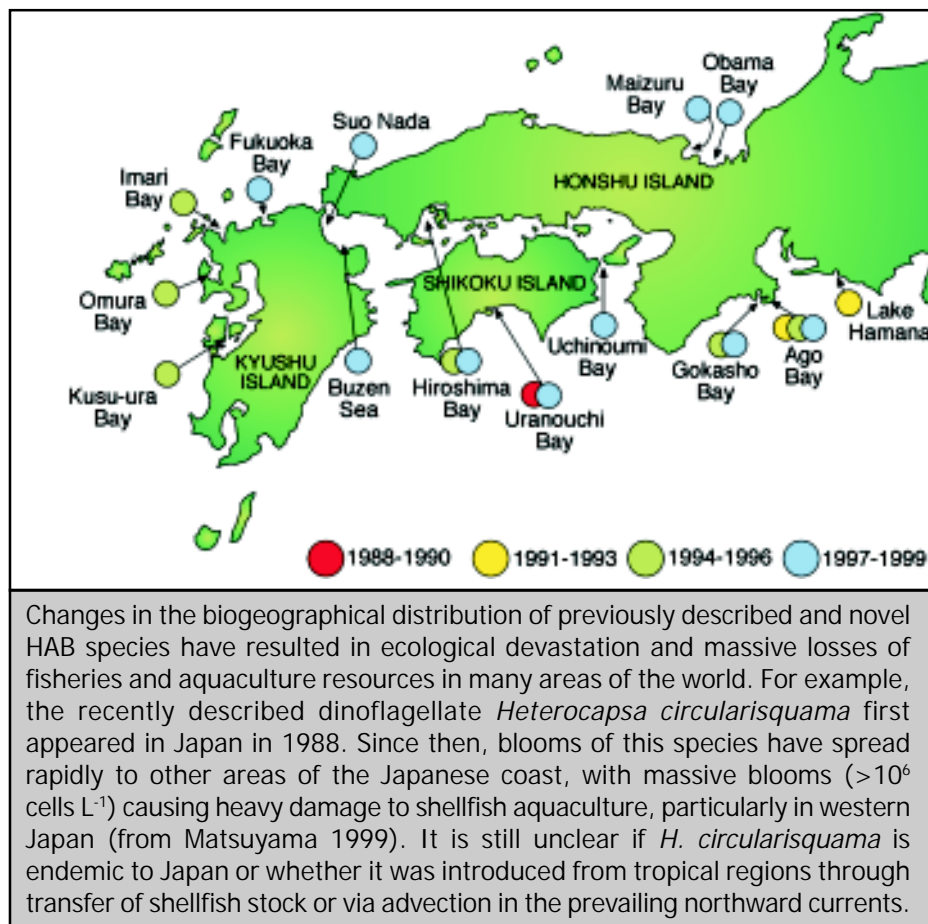 Maizuru
Bay
Obama
Bay
Suo Nada
Fukuoka
Bay
Imari
Bay
HONSHU ISLAND
Omura
Bay
SHIKOKU ISLAND
Lake
Hamana
KYUSHU
ISLAND
Kusu-ura
Bay
Buzen
Sea
Hiroshima
Bay
Uranouchi
Bay
Uchinoumi
Bay
Gokasho
Bay
Ago
Bay
1988-1990
1991-1993
1994-1996
1997-1999
Changes in the biogeographical distribution of previously described and novel
HAB species have resulted in ecological devastation and massive losses of
fisheries and aquaculture resources in many areas of the world. For example,
the recently described dinoflagellate Heterocapsa circularisquama first
appeared in Japan in 1988. Since then, blooms of this species have spread
rapidly to other areas of the Japanese coast, with massive blooms (>10⁶
cells L⁻¹) causing heavy damage to shellfish aquaculture, particularly in western
Japan (from Matsuyama 1999). It is still unclear if H. circularisquama is
endemic to Japan or whether it was introduced from tropical regions through
transfer of shellfish stock or via advection in the prevailing northward currents.